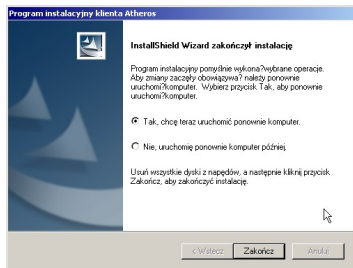 Program instalacyjny klienta Atheros
InstallShield Wizard zakończył instalację
Program instalacyjny pomyślnie wykona?wybrane operacje.
Aby zmiany zaczęły obowiązywa? należy ponownie
uruchomi?komputer. Wybierz przycisk Tak, aby ponownie
uruchomi?komputer.
Tak, chcę teraz uruchomić ponownie komputer.
Nie, uruchomię ponownie komputer później.
Usuń wszystkie dyski z napędów, a następnie kliknij przycisk
Zakończ, aby zakończyć instalację.
< Wstecz Zakończ Anuluj